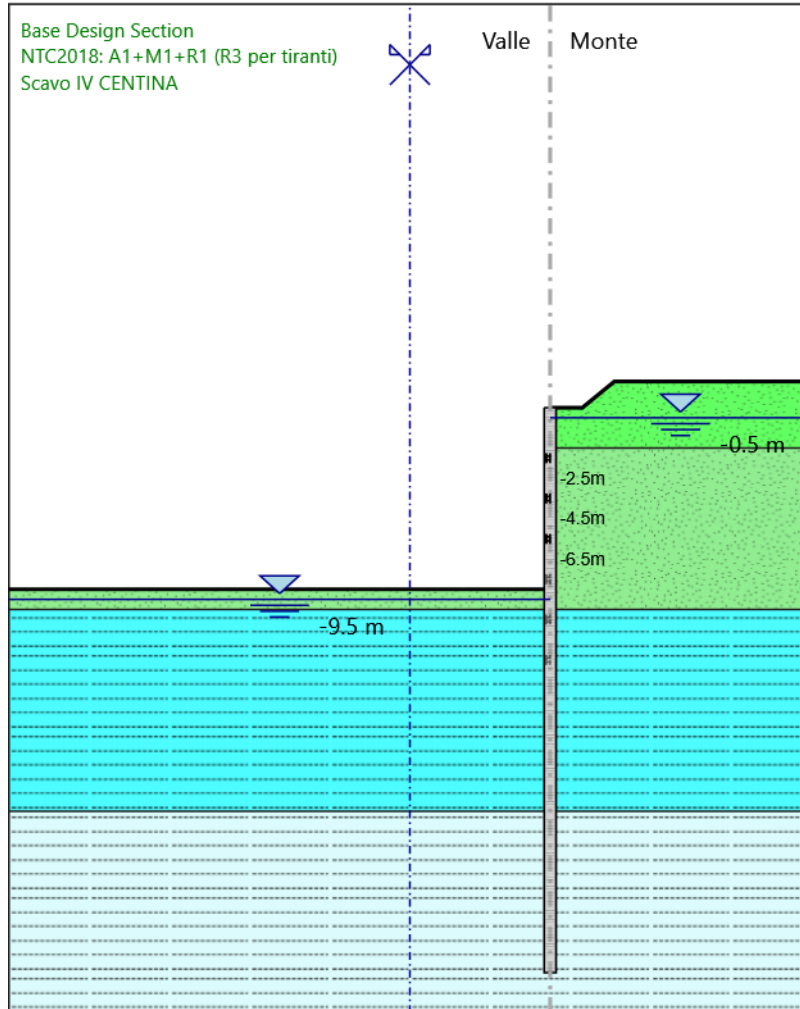 Base Design Section
NTC2018: A1+M1+R1 (R3 per tiranti)
Scavo IV CENTINA
Valle
Monte
-0.5 m
-2.5m
-4.5m
-6.5m
-9.5 m